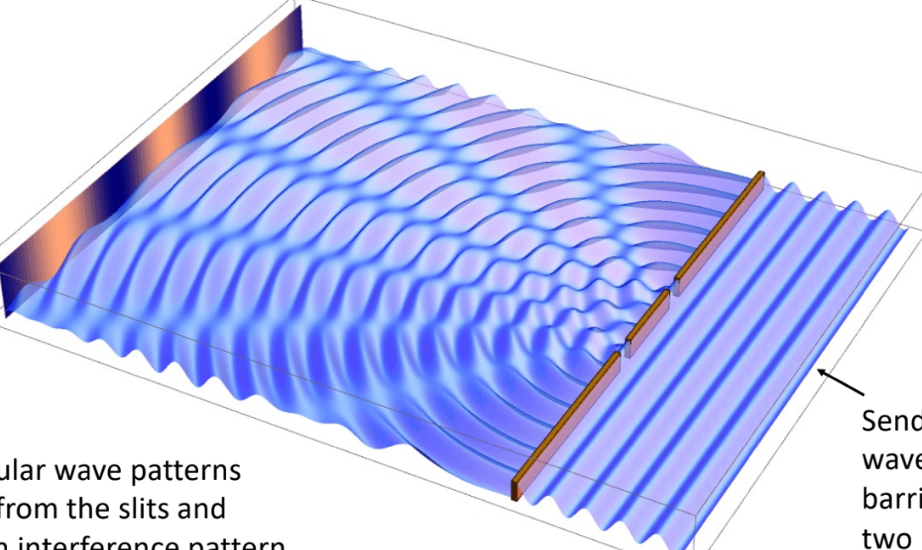 ular wave patterns
from the slits and
interference pattern
Send
wave
barri
two